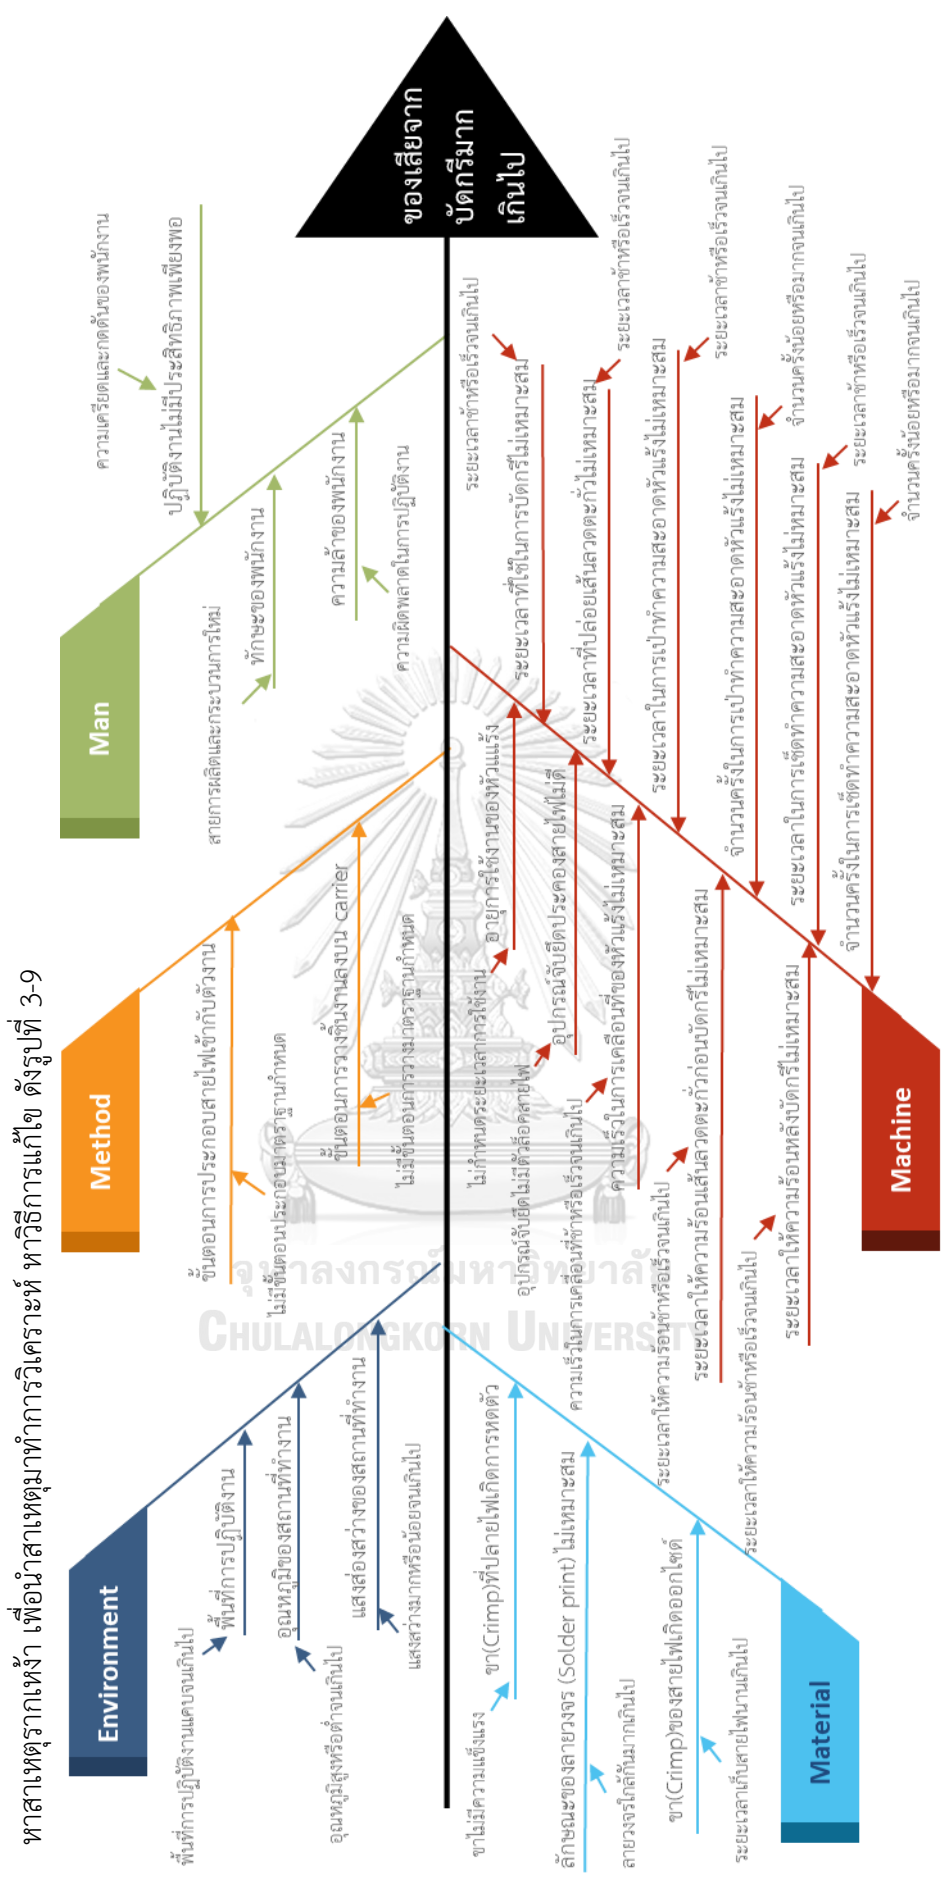 หาสาเหตุรากเหง้า เพื่อนำสาเหตุมาทำการวิเคราะห์ หาวิธีการแก้ไข ดังรูปที่ 3-9
Environment
พื้นที่การปฏิบัติงานแคบจนเกินไป
พื้นที่การปฏิบัติงาน
อุณหภูมิของสถานที่ทำงาน
อุณหภูมิสูงหรือต่ำจนเกินไป
แสงส่องสว่างของสถานที่ทำงาน
แสงสว่างมากหรือน้อยจนเกินไป
Method
ขั้นตอนการประกอบสายไฟเข้ากับตัวงาน
ไม่มีขั้นตอนประกอบมาตรฐานกำหนด
ขั้นตอนการวางชิ้นงานลงบน carrier
ไม่มีขั้นตอนการวางมาตรฐานกำหนด
Man
ความเครียดและกดดันของพนักงาน
ปฏิบัติงานไม่มีประสิทธิภาพเพียงพอ
สายการผลิตและกระบวนการใหม่
ทักษะของพนักงาน
ความล้าของพนักงาน
ความผิดพลาดในการปฏิบัติงาน
ของเสียจาก
บัดกรีมาก
เกินไป
จุฬาลงกรณ์มหาวิทยาลัย
CHULALONGKORN UNIVERSITY
ขาไม่มีความแข็งแรง
ขา(Crimp)ที่ปลายไฟเกิดการหดตัว
ลักษณะของลายวงจร (Solder print) ไม่เหมาะสม
ลายวงจรใกล้กันมากเกินไป
ขา(Crimp)ของสายไฟเกิดออกไซด์
ระยะเวลาเก็บสายไฟนานเกินไป
Material
ไม่กำหนดระยะเวลาการใช้งาน
อายุการใช้งานของหัวแแร้ง
อุปกรณ์จับยึดไม่มีตัวล็อคสายไฟ
อุปกรณ์จับยึดประคองสายไฟไม่ดี
ความเร็วในการเคลื่อนที่ช้าหรือเร็วจนเกินไป
ความเร็วในการเคลื่อนที่ของหัวแร้งไม่เหมาะสม
ระยะเวลาให้ความร้อนช้าหรือเร็วจนเกินไป
ระยะเวลาให้ความร้อนเส้นลวดตะกั่วก่อนบัดกรีไม่เหมาะสม
ระยะเวลาให้ความร้อนช้าหรือเร็วจนเกินไป
ระยะเวลาให้ความร้อนหลังบัดกรีไม่เหมาะสม
ระยะเวลาช้าหรือเร็วจนเกินไป
ระยะเวลาที่ใช้ในการบัดกรีไม่เหมาะสม
ระยะเวลาที่ปล่อยเส้นลวดตะกั่วไม่เหมาะสม
ระยะเวลาช้าหรือเร็วจนเกินไป
ระยะเวลาในการเป่าทำความสะอาดหัวแร้งไม่เหมาะสม
ระยะเวลาช้าหรือเร็วจนเกินไป
จำนวนครั้งในการเป่าทำความสะอาดหัวแร้งไม่เหมาะสม
จำนวนครั้งน้อยหรือมากจนเกินไป
ระยะเวลาในการเช็ดทำความสะอาดหัวแร้งไม่เหมาะสม
ระยะเวลาช้าหรือเร็วจนเกินไป
จำนวนครั้งในการเช็ดทำความสะอาดหัวแร้งไม่เหมาะสม
จำนวนครั้งน้อยหรือมากจนเกินไป
Machine